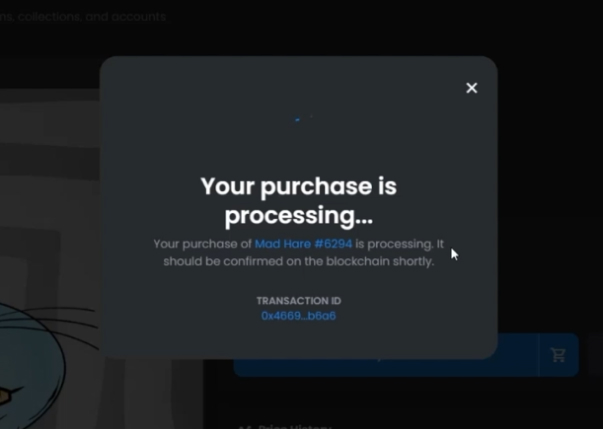 ns, collections, and accounts
Your purchase is
processing...
Your purchase of Mad Hare #6294 is processing. It
should be confirmed on the blockchain shortly.
TRANSACTION ID
0x4669...b6a6
Price History